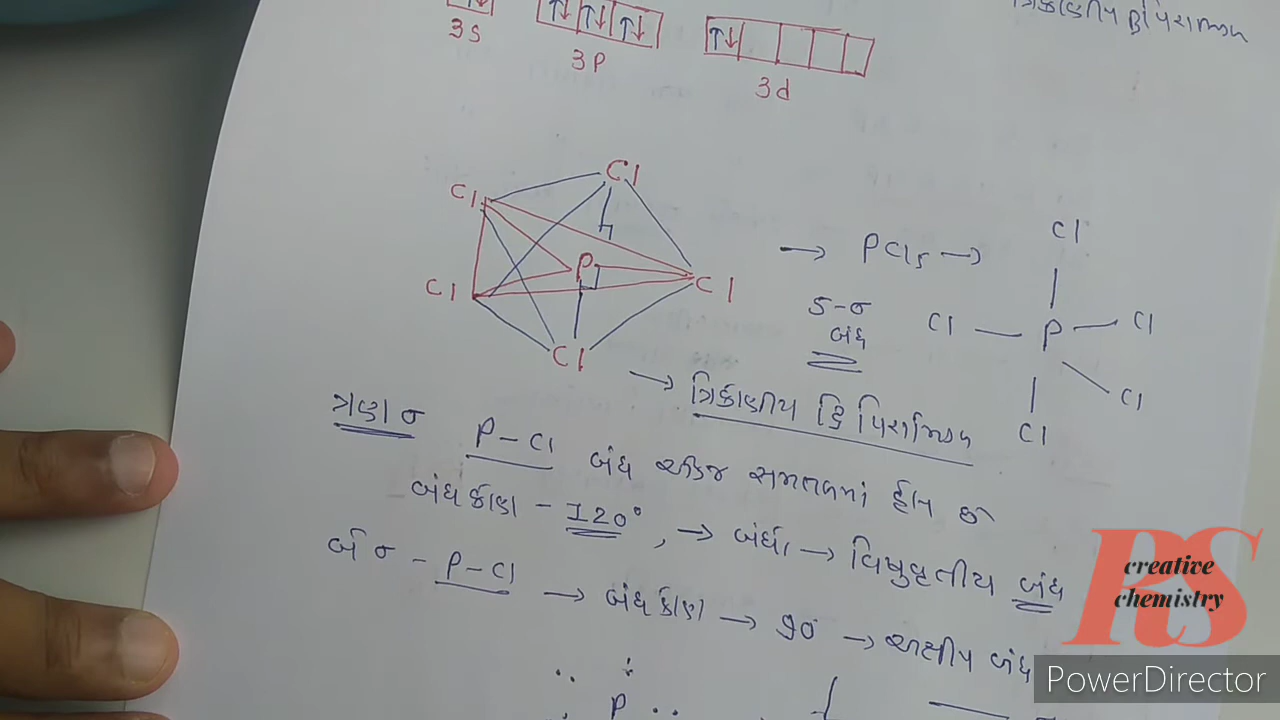 ત્રિકોણીય દ્વિપિરામિડ
3s
3p
3d
Cl
Cl
P
Cl
Cl
Cl
→ PCl5 →
5-σ
બંધ
Cl
Cl P Cl
Cl
Cl
→ ત્રિકોણીય દ્વિ પિરામિડ
ત્રણ σ P-Cl બંધ એકજ સમતલમાં હોય છે
બંધકોણ - 120°, → બંધો → વિષુવૃતીય બંધ
બે σ - P-Cl → બંધકોણ → 90° → અક્ષીય બંધ
P
RS
creative
chemistry
PowerDirector